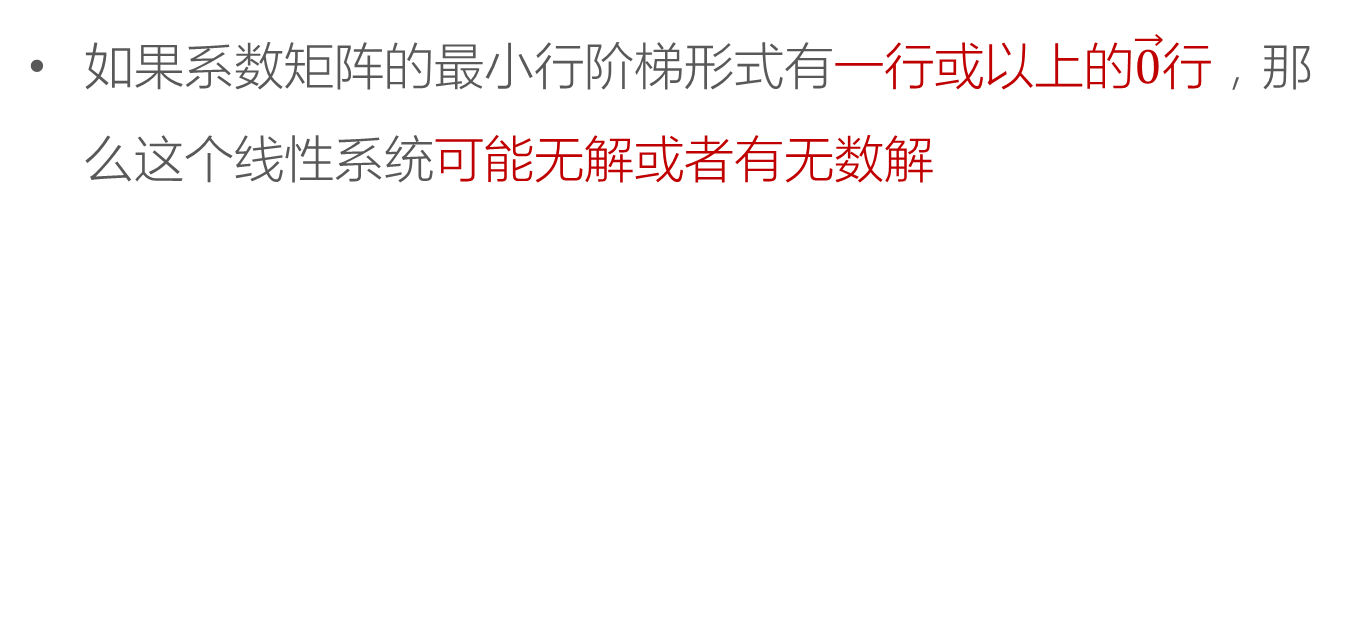 • 如果系数矩阵的最小行阶梯形式有一行或以上的$\vec{0}$行，那
么这个线性系统可能无解或者有无数解